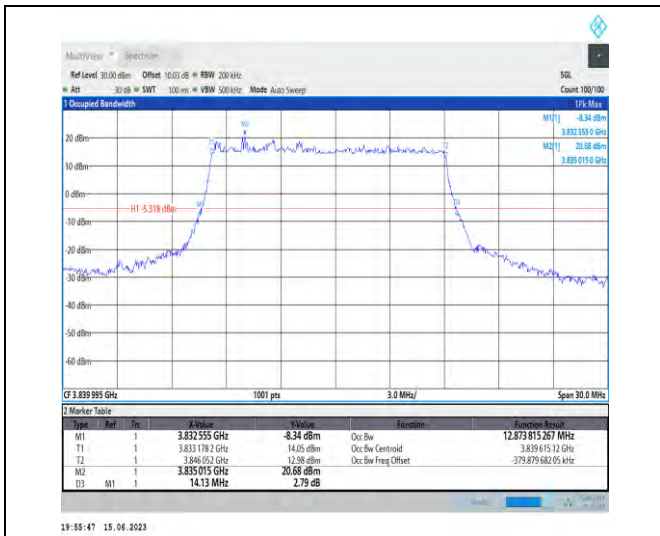 MultiView Spectrum
Ref Level 30.00 dBm Offset 10.03 dB RBW 200 kHz SGL
Att 30 dB SWT 100 ms VBW 500 kHz Mode Auto Sweep Count 100/100
1 Occupied Bandwidth 1Pk Max
M1[1] -8.34 dBm
3.832 555 0 GHz
M2[1] 20.68 dBm
3.835 015 0 GHz
M2
T1
T2
20 dBm
10 dBm
0 dBm
M1
D3
H1 -5.318 dBm
-10 dBm
-20 dBm
-30 dBm
-40 dBm
-50 dBm
-60 dBm
CF 3.839 995 GHz 1001 pts 3.0 MHz/ Span 30.0 MHz
2 Marker Table
Type Ref Trc X-Value Y-Value Function Function Result
M1 1 3.832 555 GHz -8.34 dBm Occ Bw 12.873 815 267 MHz
T1 1 3.833 178 2 GHz 14.05 dBm Occ Bw Centroid 3.839 615 12 GHz
T2 1 3.846 052 GHz 12.98 dBm Occ Bw Freq Offset -379.879 682 05 kHz
M2 1 3.835 015 GHz 20.68 dBm
D3 M1 1 14.13 MHz 2.79 dB
19:55:47 15.06.2023